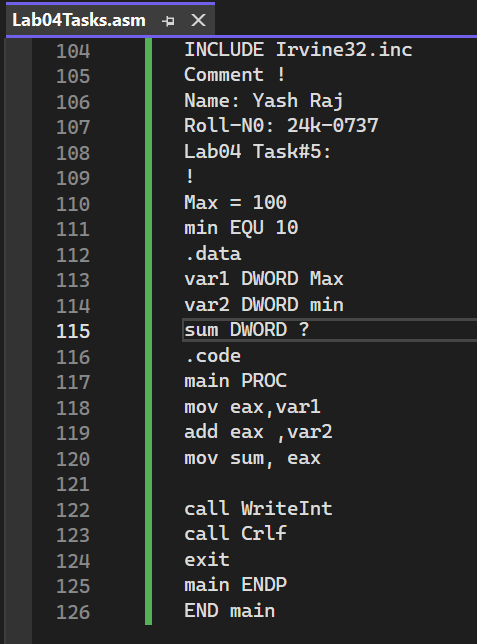 Lab04Tasks.asm
104 INCLUDE Irvine32.inc
105 Comment !
106 Name: Yash Raj
107 Roll-N0: 24k-0737
108 Lab04 Task#5:
109 !
110 Max = 100
111 min EQU 10
112 .data
113 var1 DWORD Max
114 var2 DWORD min
115 sum DWORD ?
116 .code
117 main PROC
118 mov eax,var1
119 add eax ,var2
120 mov sum, eax
121
122 call WriteInt
123 call Crlf
124 exit
125 main ENDP
126 END main